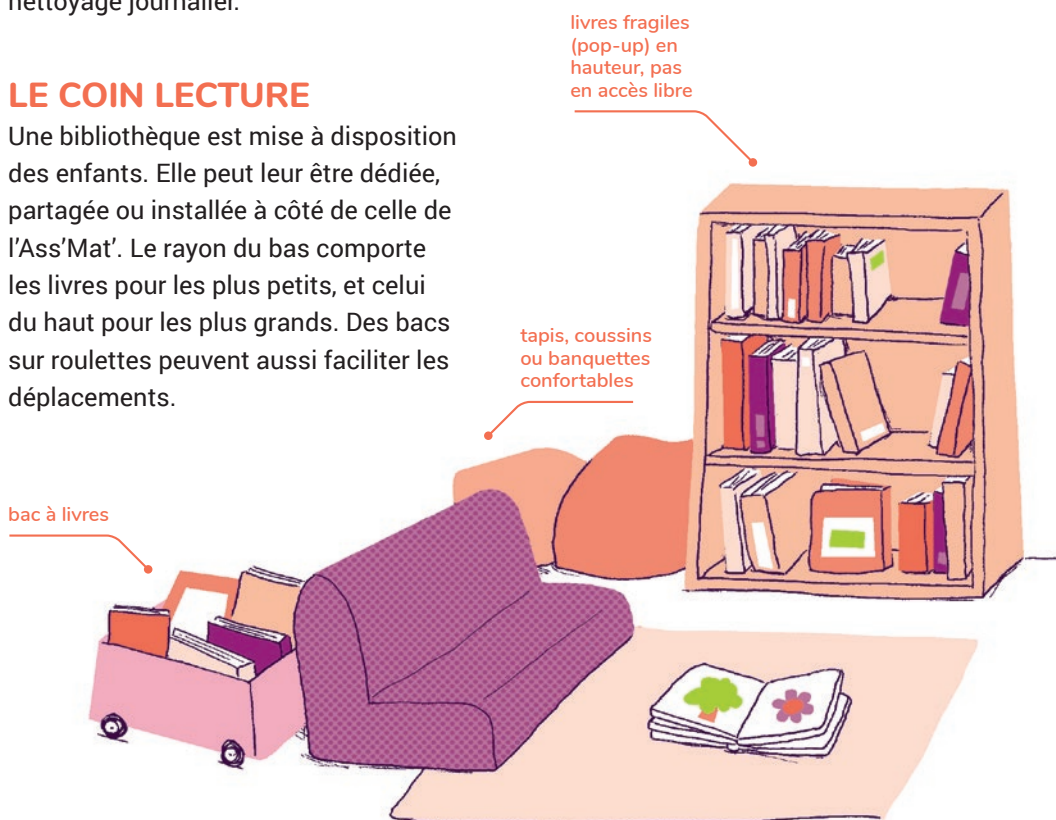 nettoyage journalier.
LE COIN LECTURE
Une bibliothèque est mise à disposition
des enfants. Elle peut leur être dédiée,
partagée ou installée à côté de celle de
l'Ass'Mat'. Le rayon du bas comporte
les livres pour les plus petits, et celui
du haut pour les plus grands. Des bacs
sur roulettes peuvent aussi faciliter les
déplacements.
livres fragiles
(pop-up) en
hauteur, pas
en accès libre
tapis, coussins
ou banquettes
confortables
bac à livres